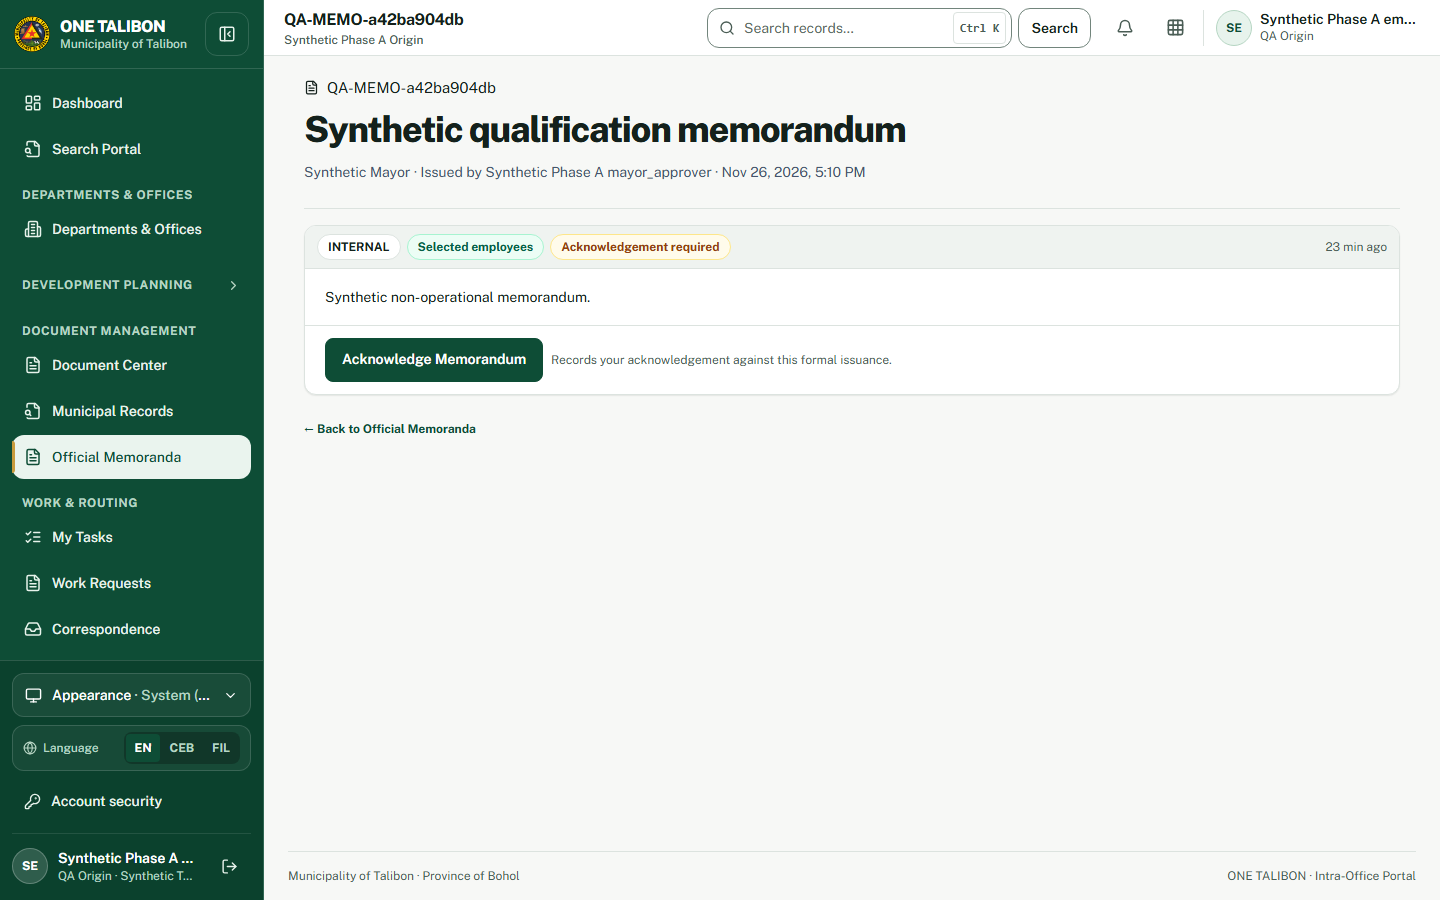 ONE TALIBON
Municipality of Talibon
Dashboard
Search Portal
DEPARTMENTS & OFFICES
Departments & Offices
DEVELOPMENT PLANNING
DOCUMENT MANAGEMENT
Document Center
Municipal Records
Official Memoranda
WORK & ROUTING
My Tasks
Work Requests
Correspondence
Appearance · System (...
Language EN CEB FIL
Account security
SE Synthetic Phase A ...
QA Origin · Synthetic T...
QA-MEMO-a42ba904db
Synthetic Phase A Origin
Search records... Ctrl K Search
SE Synthetic Phase A em...
QA Origin
QA-MEMO-a42ba904db
Synthetic qualification memorandum
Synthetic Mayor · Issued by Synthetic Phase A mayor_approver · Nov 26, 2026, 5:10 PM
INTERNAL Selected employees Acknowledgement required 23 min ago
Synthetic non-operational memorandum.
Acknowledge Memorandum Records your acknowledgement against this formal issuance.
← Back to Official Memoranda
Municipality of Talibon · Province of Bohol
ONE TALIBON · Intra-Office Portal